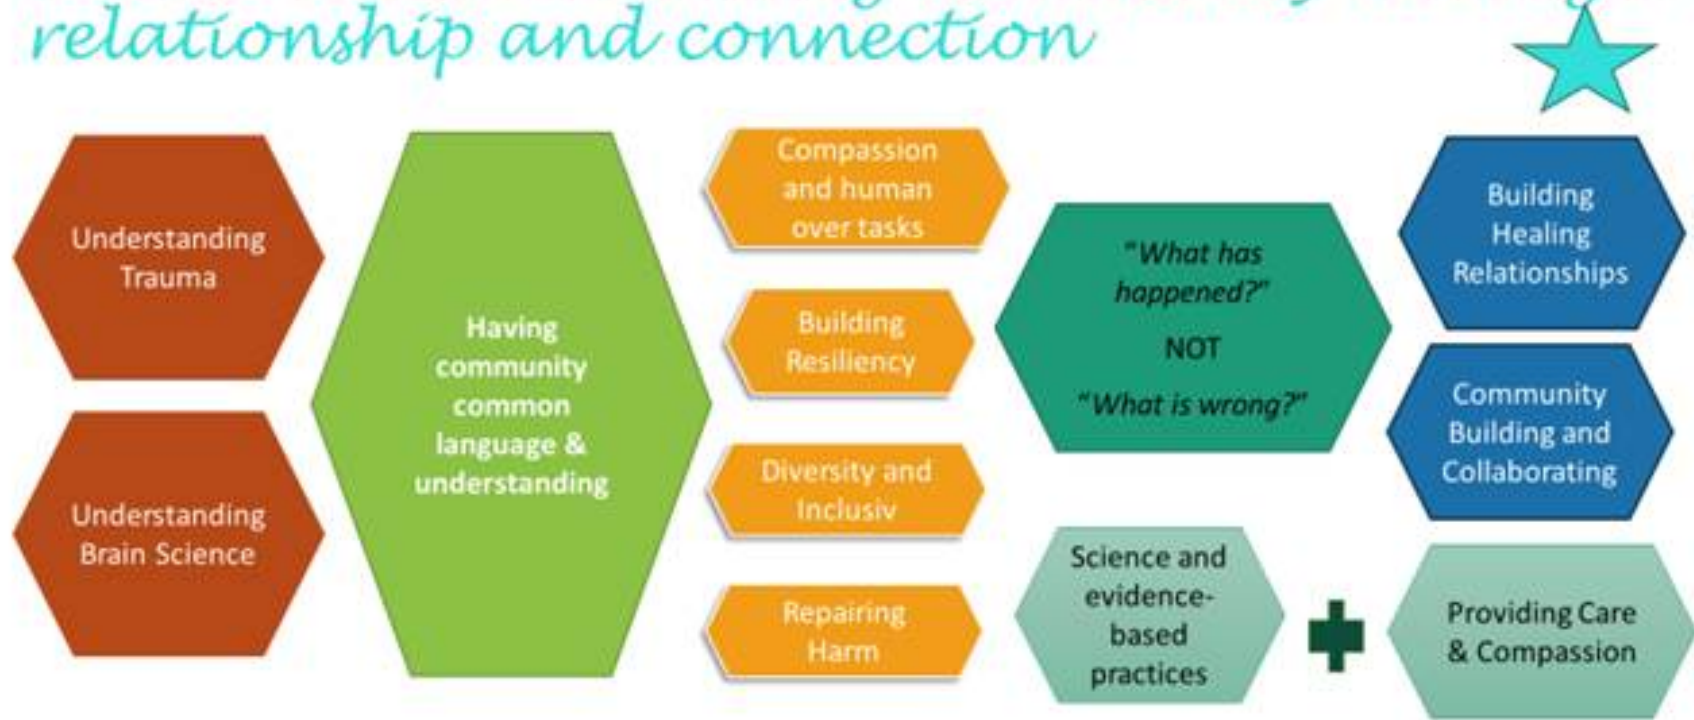 relationship and connection
Understanding
Trauma
Understanding
Brain Science
Having
community
common
language &
understanding
Compassion
and human
over tasks
Building
Resiliency
Diversity and
Inclusiv
Repairing
Harm
"What has
happened?"
NOT
"What is wrong?"
Science and
evidence-
based
practices
Building
Healing
Relationships
Community
Building and
Collaborating
Providing Care
& Compassion